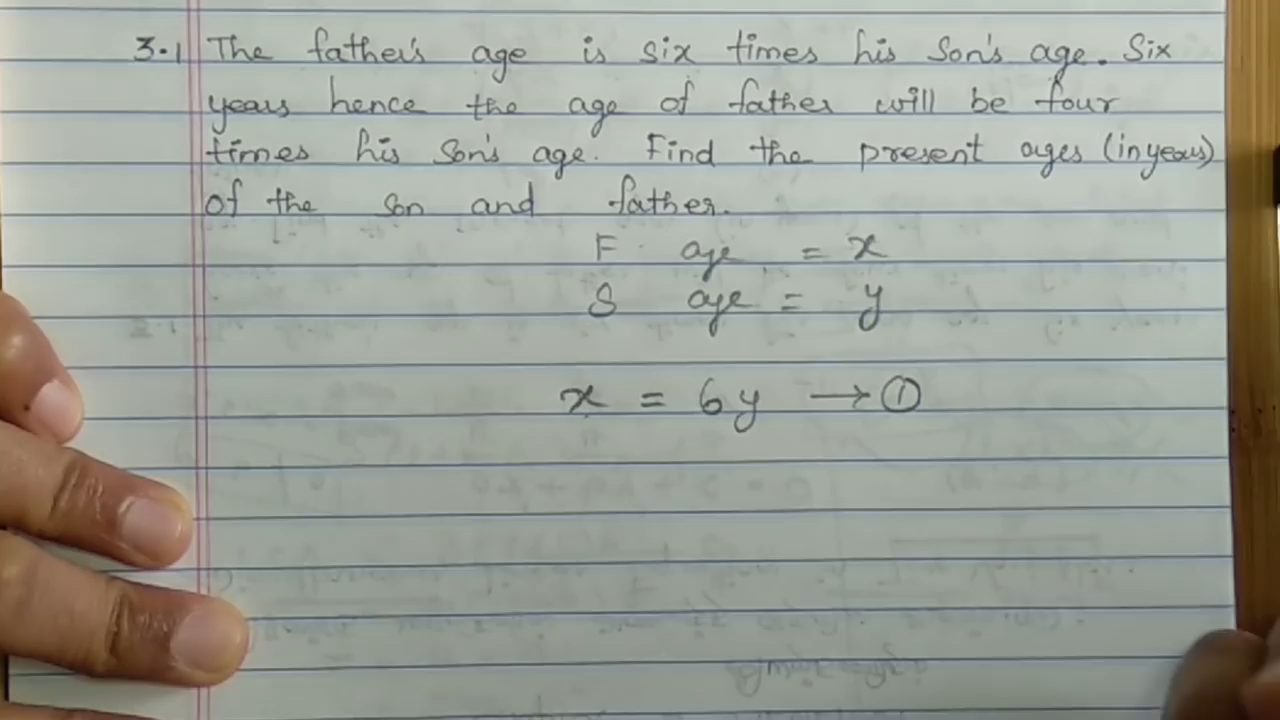 3.1 The father's age is six times his Son's age. Six
years hence the age of father will be four
times his Son's age. Find the present ages (in years)
of the son and father.
F age = x
S age = y
x = 6y → ①